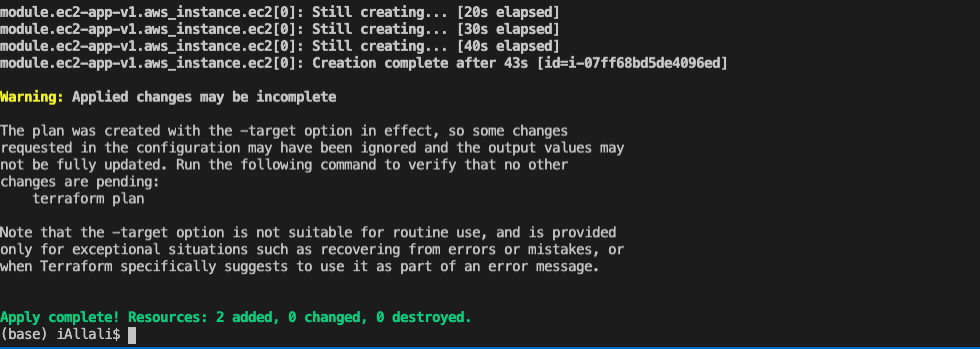 module.ec2-app-v1.aws_instance.ec2[0]: Still creating... [20s elapsed]
module.ec2-app-v1.aws_instance.ec2[0]: Still creating... [30s elapsed]
module.ec2-app-v1.aws_instance.ec2[0]: Still creating... [40s elapsed]
module.ec2-app-v1.aws_instance.ec2[0]: Creation complete after 43s [id=i-07ff68bd5de4096ed]
Warning: Applied changes may be incomplete
The plan was created with the -target option in effect, so some changes
requested in the configuration may have been ignored and the output values may
not be fully updated. Run the following command to verify that no other
changes are pending:
    terraform plan
Note that the -target option is not suitable for routine use, and is provided
only for exceptional situations such as recovering from errors or mistakes, or
when Terraform specifically suggests to use it as part of an error message.
Apply complete! Resources: 2 added, 0 changed, 0 destroyed.
(base) iAllali$